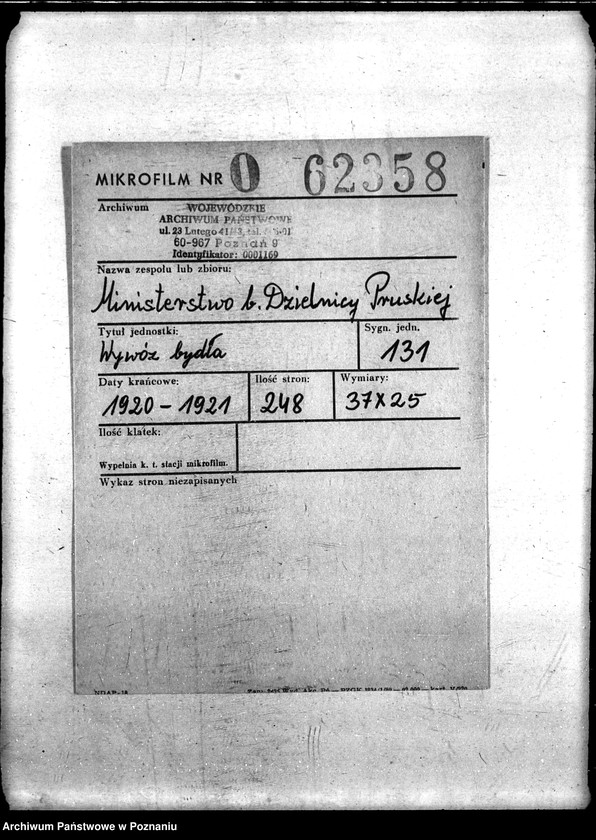 MIKROFILM NR 0 62358
Archiwum WOJEWÓDZKIE
ARCHIWUM PAŃSTWOWE
ul. 23 Lutego 41/43,
60-967 Poznań 9
Identyfikator: 0001169
Nazwa zespołu lub zbioru:
Ministerstwo b. Dzielnicy Pruskiej
Tytuł jednostki: Sygn. jedn.
Wywóz bydła 131
Daty krańcowe: Ilość stron: Wymiary:
1920 - 1921 248 37x25
Ilość klatek:
Wypełnia k. t. stacji mikrofilm.
Wykaz stron niezapisanych
Archiwum Państwowe w Poznaniu